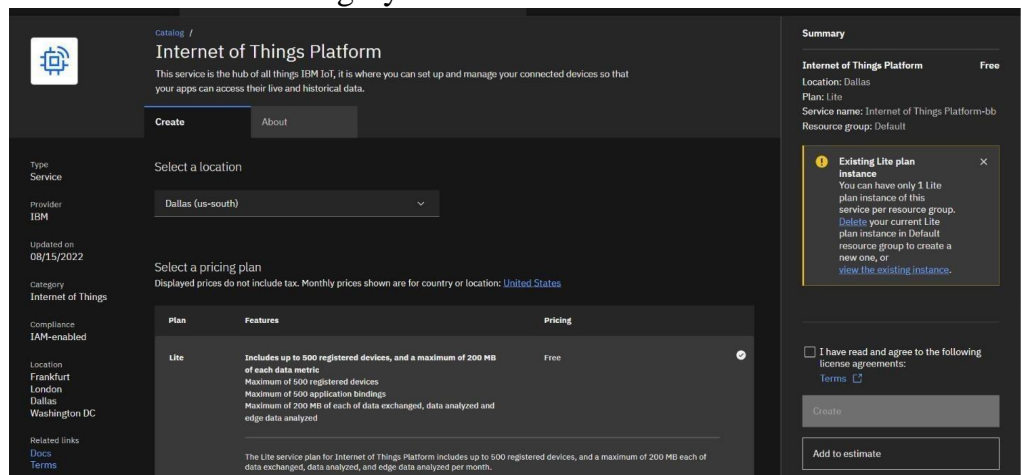 Catalog /
Internet of Things Platform
This service is the hub of all things IBM IoT, it is where you can set up and manage your connected devices so that
your apps can access their live and historical data.
Create
About
Type
Service
Provider
IBM
Updated on
08/15/2022
Category
Internet of Things
Compliance
IAM-enabled
Location
Frankfurt
London
Dallas
Washington DC
Related links
Docs
Terms
Select a location
Dallas (us-south)
Select a pricing plan
Displayed prices do not include tax. Monthly prices shown are for country or location: United States
Plan
Features
Pricing
Lite
Includes up to 500 registered devices, and a maximum of 200 MB
of each data metric
Maximum of 500 registered devices
Maximum of 500 application bindings
Maximum of 200 MB of each of data exchanged, data analyzed and
edge data analyzed
Free
The Lite service plan for Internet of Things Platform includes up to 500 registered devices, and a maximum of 200 MB each of
data exchanged, data analyzed, and edge data analyzed per month.
Summary
Internet of Things Platform Free
Location: Dallas
Plan: Lite
Service name: Internet of Things Platform-bb
Resource group: Default
Existing Lite plan
instance
You can have only 1 Lite
plan instance of this
service per resource group.
Delete your current Lite
plan instance in Default
resource group to create a
new one, or
view the existing instance.
I have read and agree to the following
license agreements:
Terms
Create
Add to estimate